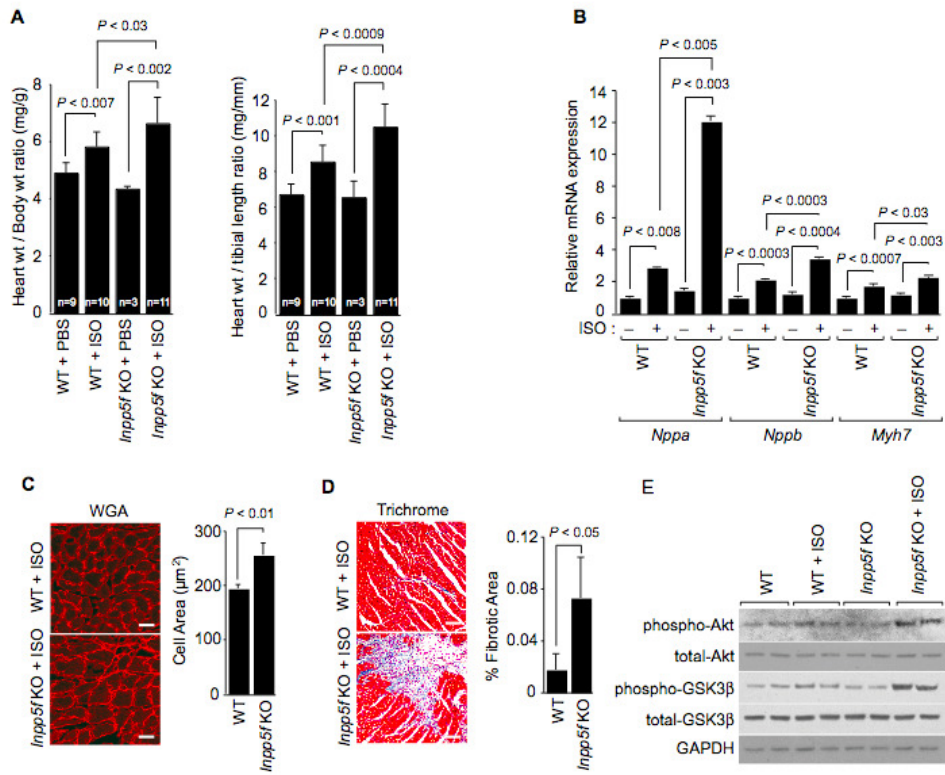 A
P < 0.03
P < 0.002
P < 0.007
Heart wt / Body wt ratio (mg/g)
8
6
4
2
0
n=9
n=10
n=3
n=11
WT + PBS
WT + ISO
Inpp5f KO + PBS
Inpp5f KO + ISO
P < 0.0009
P < 0.0004
P < 0.001
Heart wt / tibial length ratio (mg/mm)
12
10
8
6
4
2
0
n=9
n=10
n=3
n=11
WT + PBS
WT + ISO
Inpp5f KO + PBS
Inpp5f KO + ISO
B
P < 0.005
P < 0.003
P < 0.008
P < 0.0003
P < 0.0004
P < 0.0003
P < 0.03
P < 0.003
P < 0.0007
Relative mRNA expression
14
12
10
8
6
4
2
0
ISO : – + – + – + – + – + – +
WT
Inpp5f KO
WT
Inpp5f KO
WT
Inpp5f KO
Nppa
Nppb
Myh7
C
WGA
WT + ISO
Inpp5f KO + ISO
P < 0.01
Cell Area (µm²)
300
200
100
0
WT
Inpp5f KO
D
Trichrome
WT + ISO
Inpp5f KO + ISO
P < 0.05
% Fibrotic Area
0.12
0.08
0.04
0
WT
Inpp5f KO
E
WT
WT + ISO
Inpp5f KO
Inpp5f KO + ISO
phospho-Akt
total-Akt
phospho-GSK3β
total-GSK3β
GAPDH